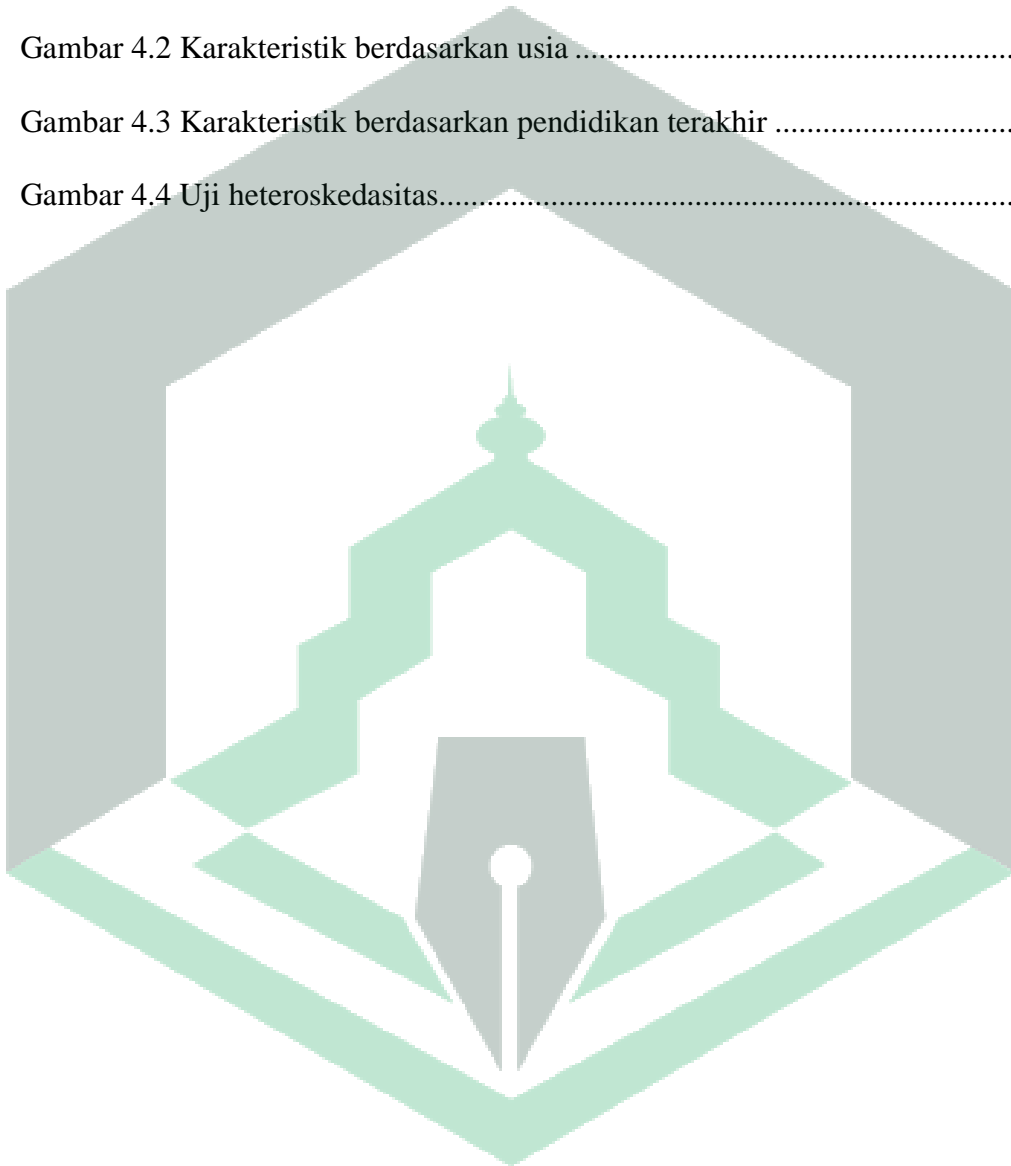 Gambar 4.2 Karakteristik berdasarkan usia ......................................................
Gambar 4.3 Karakteristik berdasarkan pendidikan terakhir .............................
Gambar 4.4 Uji heteroskedasitas.......................................................................